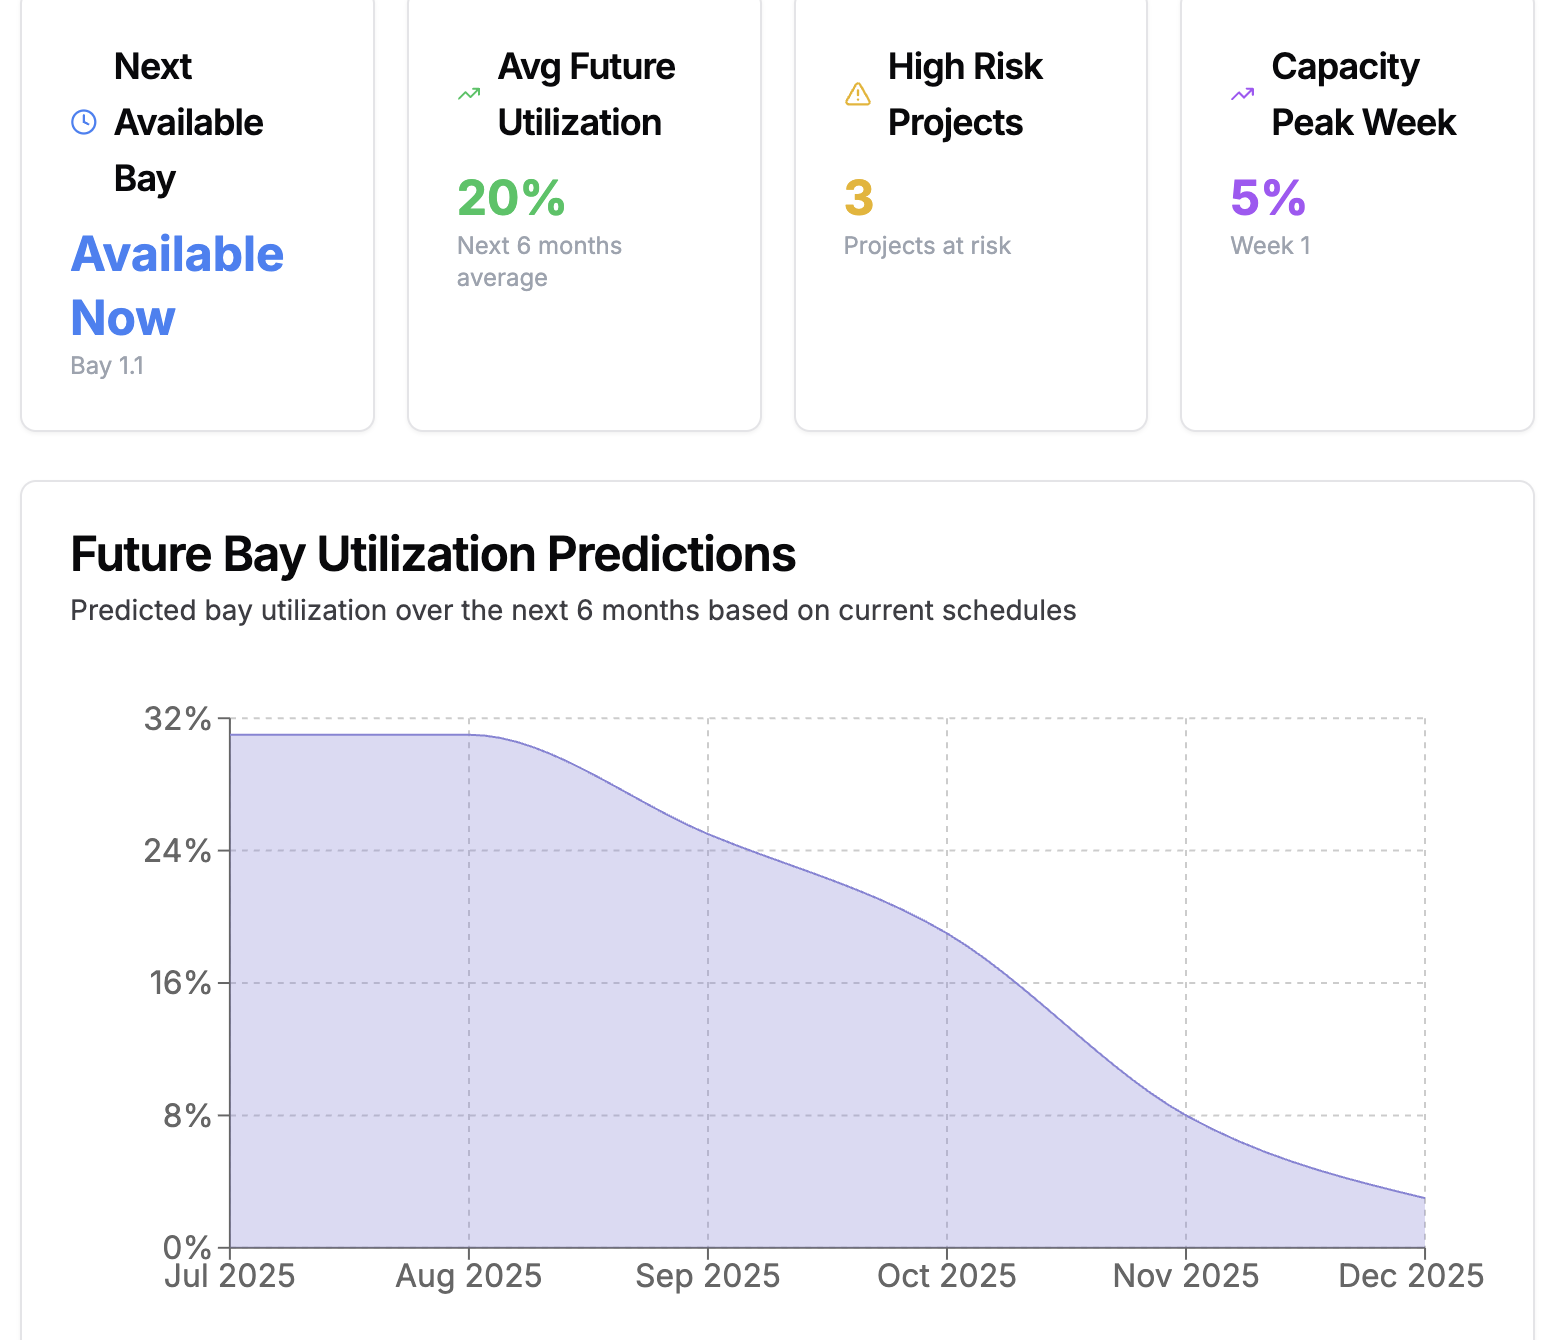 Next
Available
Bay
Available
Now
Bay 1.1
Avg Future
Utilization
20%
Next 6 months
average
High Risk
Projects
3
Projects at risk
Capacity
Peak Week
5%
Week 1
Future Bay Utilization Predictions
Predicted bay utilization over the next 6 months based on current schedules
32%
24%
16%
8%
0%
Jul 2025 Aug 2025 Sep 2025 Oct 2025 Nov 2025 Dec 2025